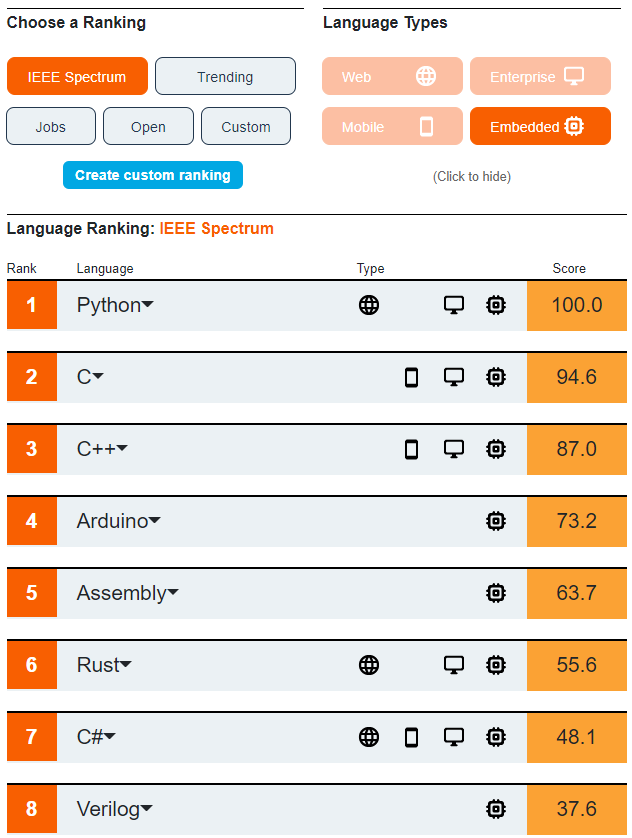 Choose a Ranking
Language Types
IEEE Spectrum
Trending
Web
Enterprise
Jobs
Open
Custom
Mobile
Embedded
Create custom ranking
(Click to hide)
Language Ranking: IEEE Spectrum
Rank Language Type Score
1 Python 100.0
2 C 94.6
3 C++ 87.0
4 Arduino 73.2
5 Assembly 63.7
6 Rust 55.6
7 C# 48.1
8 Verilog 37.6